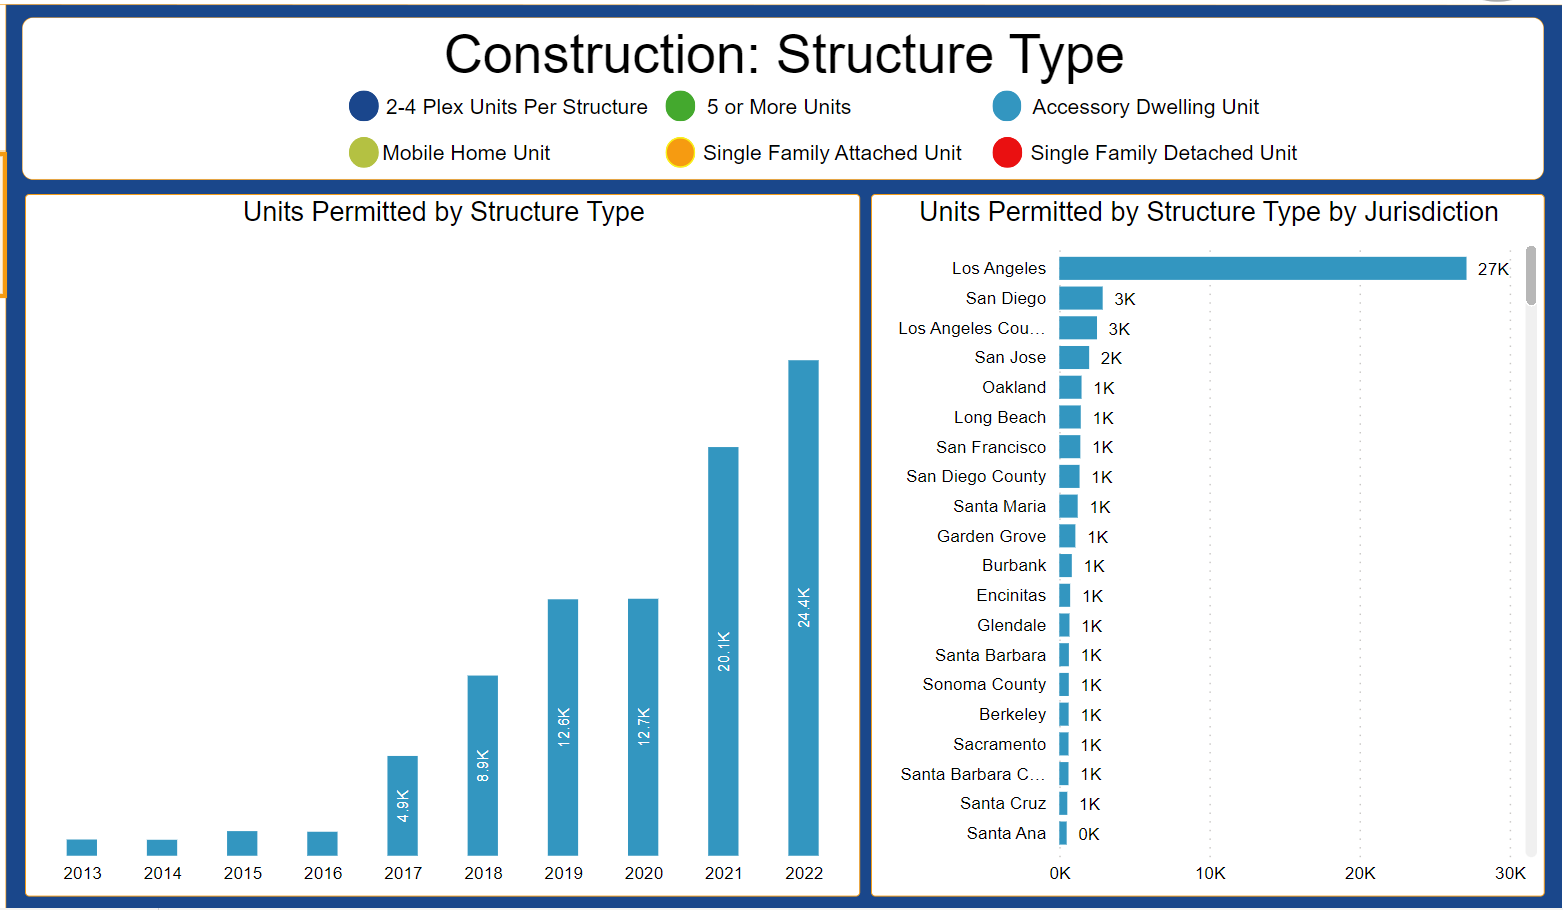 Construction: Structure Type
2-4 Plex Units Per Structure
5 or More Units
Accessory Dwelling Unit
Mobile Home Unit
Single Family Attached Unit
Single Family Detached Unit
Units Permitted by Structure Type
4.9K
8.9K
12.6K
12.7K
20.1K
24.4K
2013 2014 2015 2016 2017 2018 2019 2020 2021 2022
Units Permitted by Structure Type by Jurisdiction
Los Angeles 27K
San Diego 3K
Los Angeles Cou... 3K
San Jose 2K
Oakland 1K
Long Beach 1K
San Francisco 1K
San Diego County 1K
Santa Maria 1K
Garden Grove 1K
Burbank 1K
Encinitas 1K
Glendale 1K
Santa Barbara 1K
Sonoma County 1K
Berkeley 1K
Sacramento 1K
Santa Barbara C... 1K
Santa Cruz 1K
Santa Ana 0K
0K 10K 20K 30K